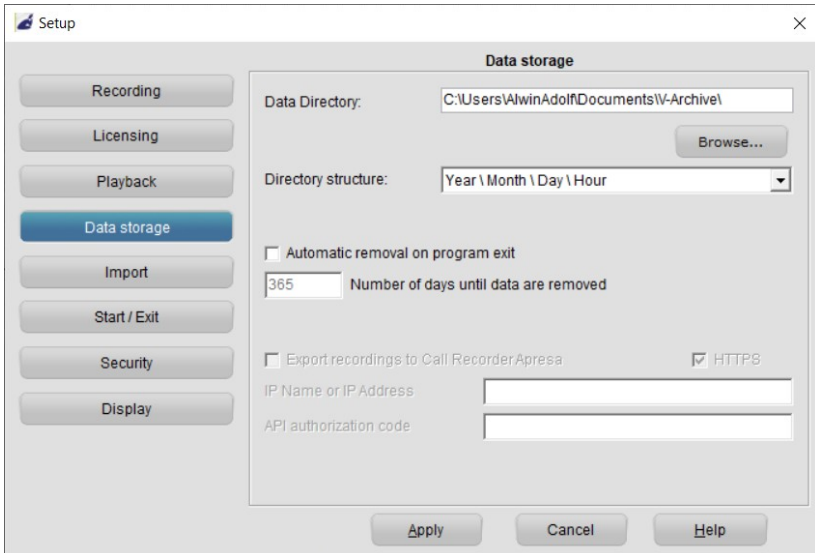 Setup
Data storage
Recording
Licensing
Playback
Data storage
Import
Start / Exit
Security
Display
Data Directory:
C:\Users\AlwinAdolf\Documents\V-Archive\
Browse...
Directory structure:
Year \ Month \ Day \ Hour
Automatic removal on program exit
365 Number of days until data are removed
Export recordings to Call Recorder Apresa
HTTPS
IP Name or IP Address
API authorization code
Apply
Cancel
Help